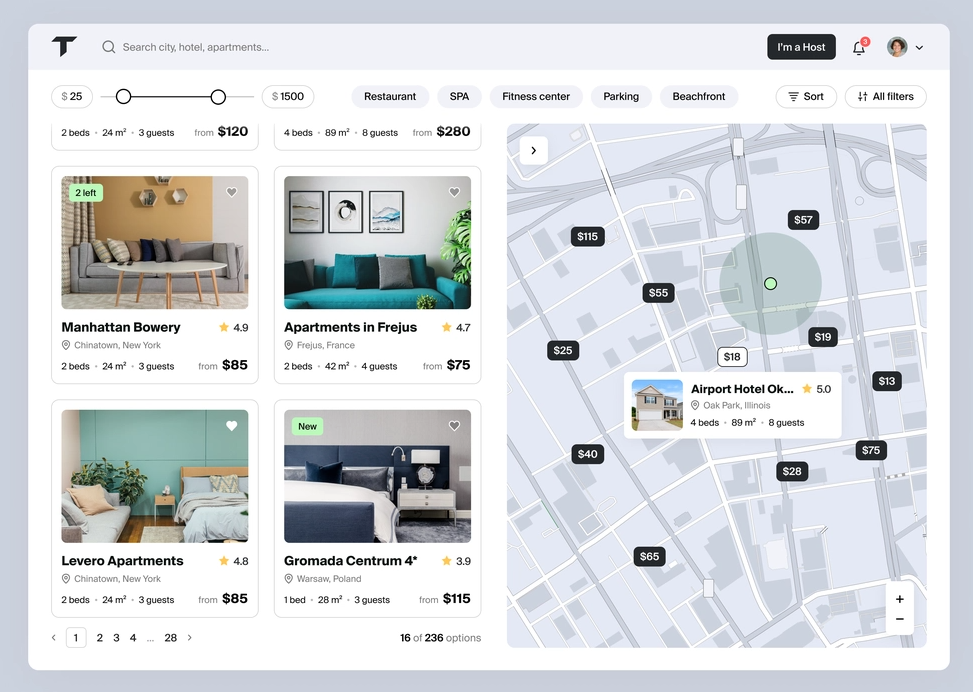 Search city, hotel, apartments...
I'm a Host
3
$ 25
$ 1500
Restaurant
SPA
Fitness center
Parking
Beachfront
Sort
All filters
2 beds • 24 m² • 3 guests
from $120
4 beds • 89 m² • 8 guests
from $280
2 left
Manhattan Bowery
4.9
Chinatown, New York
2 beds • 24 m² • 3 guests
from $85
Apartments in Frejus
4.7
Frejus, France
2 beds • 42 m² • 4 guests
from $75
Levero Apartments
4.8
Chinatown, New York
2 beds • 24 m² • 3 guests
from $85
New
Gromada Centrum 4*
3.9
Warsaw, Poland
1 bed • 28 m² • 3 guests
from $115
1 2 3 4 ... 28
16 of 236 options
$57
$115
$55
$19
$25
$18
$13
Airport Hotel Ok...
5.0
Oak Park, Illinois
4 beds • 89 m² • 8 guests
$75
$40
$28
$65
+
−